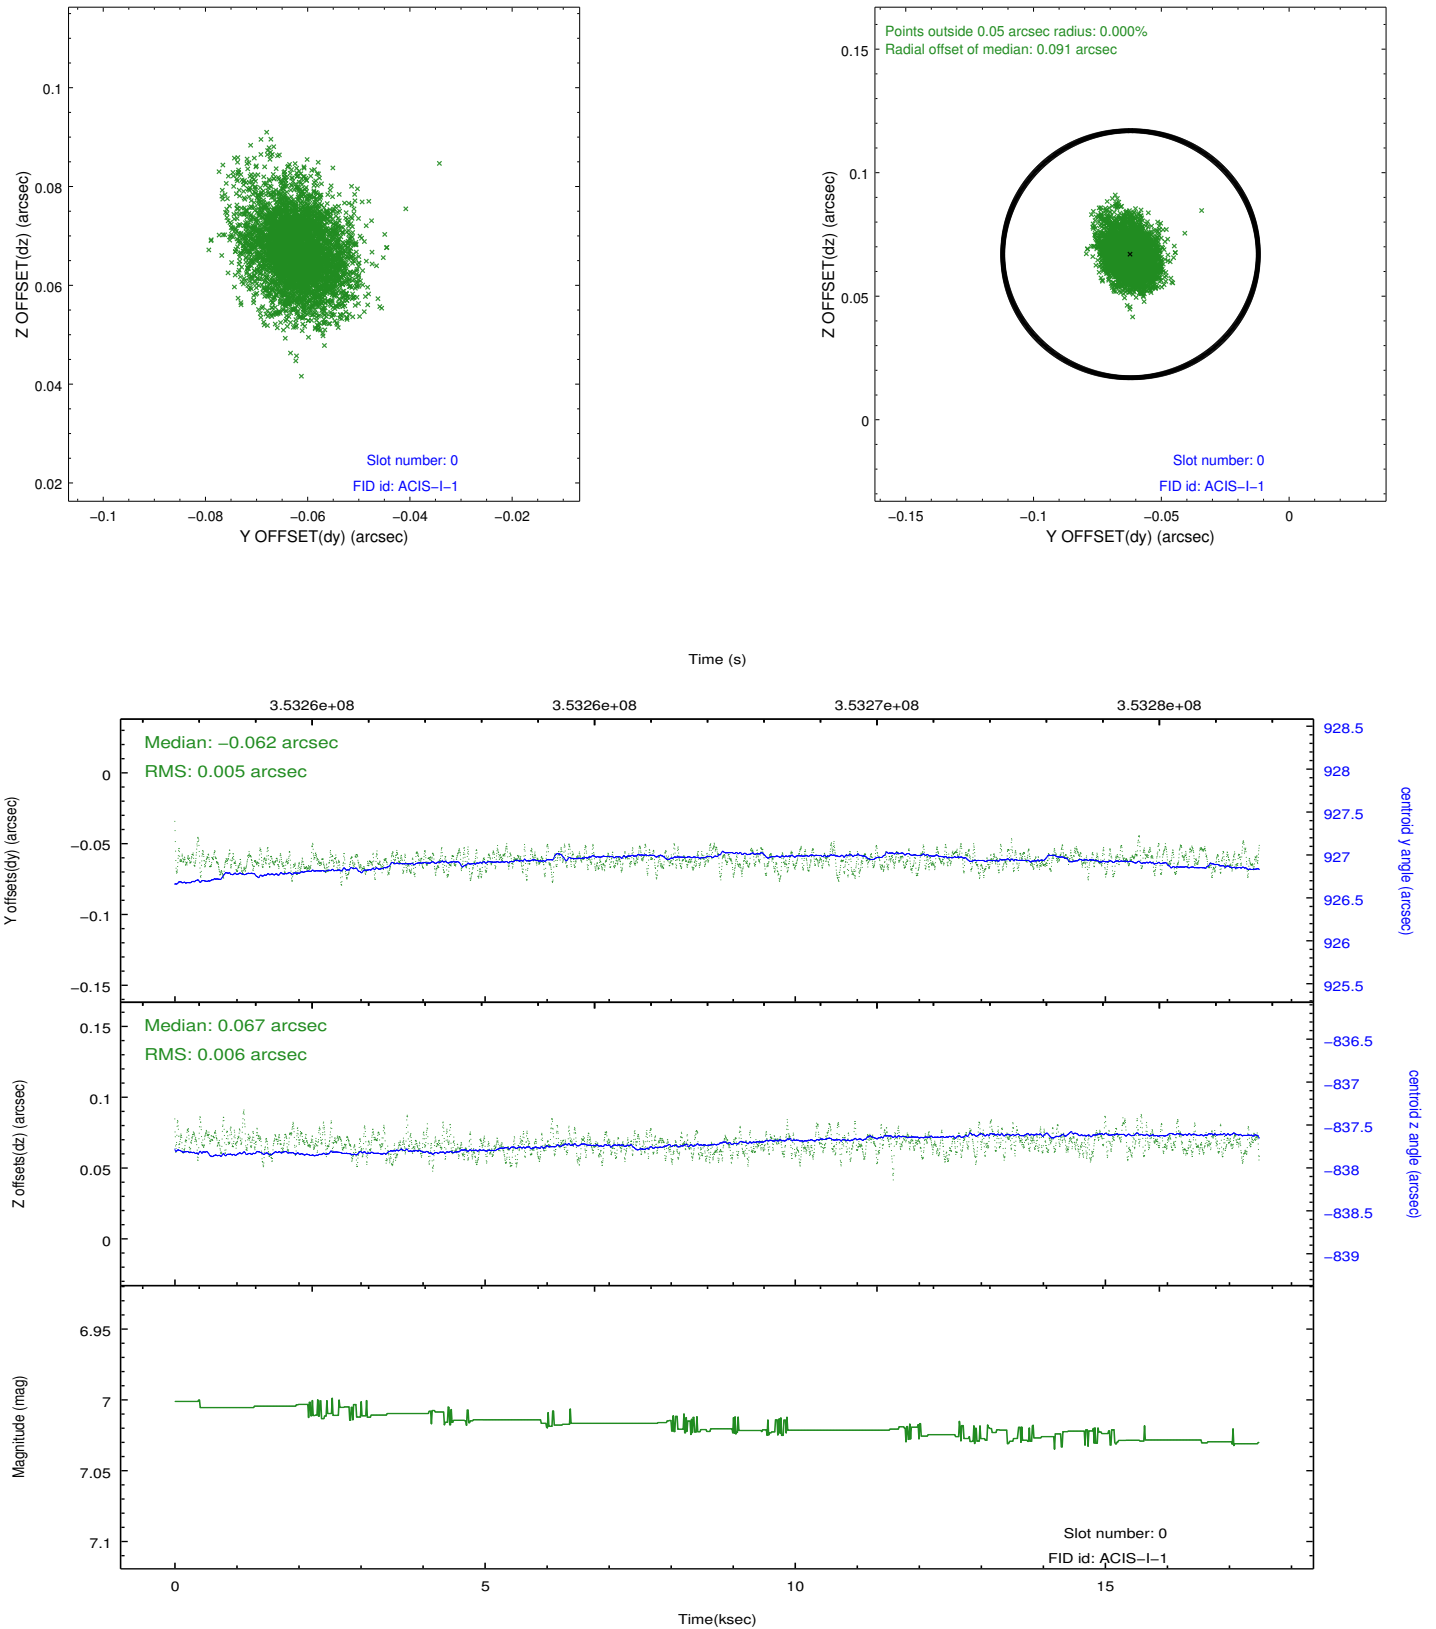 0.1
0.08
0.06
0.04
0.02
Z OFFSET(dz) (arcsec)
−0.1
−0.08
−0.06
−0.04
−0.02
Y OFFSET(dy) (arcsec)
Slot number: 0
FID id: ACIS−I−1
Points outside 0.05 arcsec radius: 0.000%
Radial offset of median: 0.091 arcsec
0.15
0.1
0.05
0
Z OFFSET(dz) (arcsec)
−0.15
−0.1
−0.05
0
Y OFFSET(dy) (arcsec)
Slot number: 0
FID id: ACIS−I−1
Time (s)
3.5326e+08
3.5326e+08
3.5327e+08
3.5328e+08
Median: −0.062 arcsec
RMS: 0.005 arcsec
0
−0.05
−0.1
−0.15
Y offsets(dy) (arcsec)
928.5
928
927.5
927
926.5
926
925.5
centroid y angle (arcsec)
Median: 0.067 arcsec
RMS: 0.006 arcsec
0.15
0.1
0.05
0
Z offsets(dz) (arcsec)
−836.5
−837
−837.5
−838
−838.5
−839
centroid z angle (arcsec)
6.95
7
7.05
7.1
Magnitude (mag)
Slot number: 0
FID id: ACIS−I−1
0
5
10
15
Time(ksec)